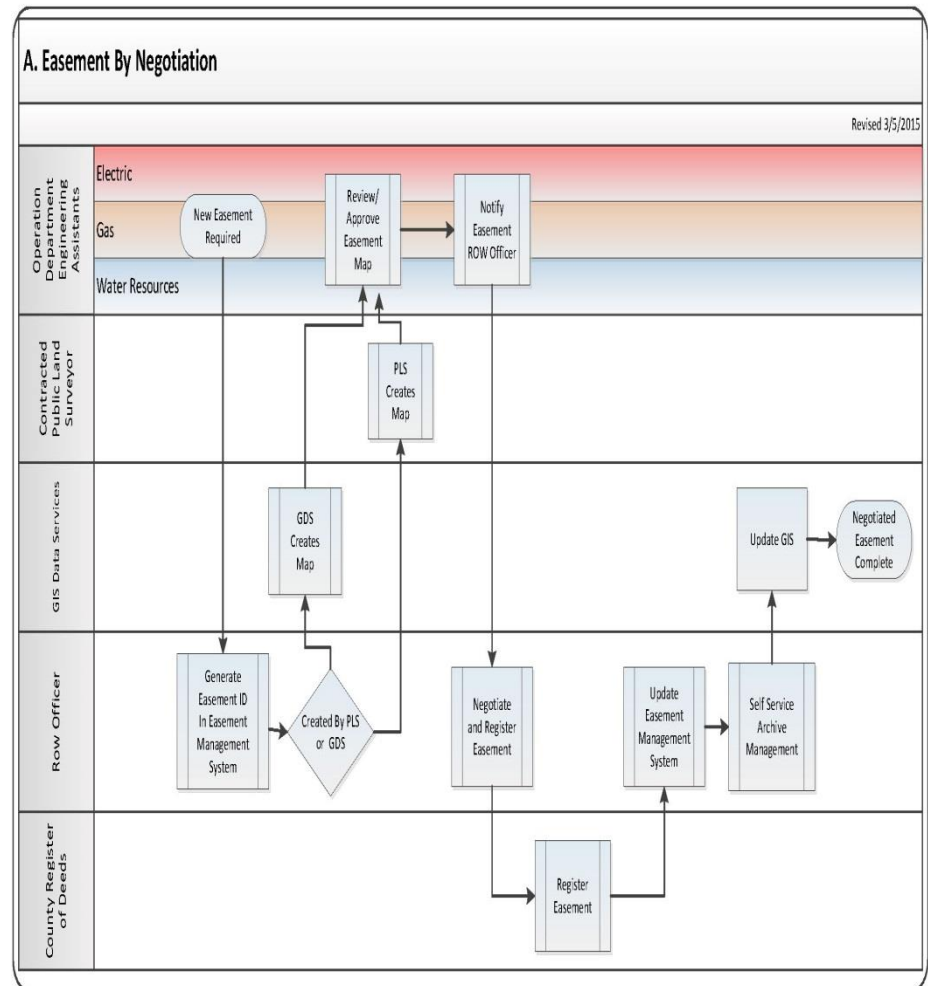 A. Easement By Negotiation
Revised 3/5/2015
Operation
Department
Engineering
Assistants
Electric
Gas
Water Resources
New Easement
Required
Review/
Approve
Easement
Map
Notify
Easement
ROW Officer
Contracted
Public Land
Surveyor
PLS
Creates
Map
GIS Data Services
GDS
Creates
Map
Update GIS
Negotiated
Easement
Complete
Row Officer
Generate
Easement ID
In Easement
Management
System
Created By PLS
or GDS
Negotiate
and Register
Easement
Update
Easement
Management
System
Self Service
Archive
Management
County Register
of Deeds
Register
Easement